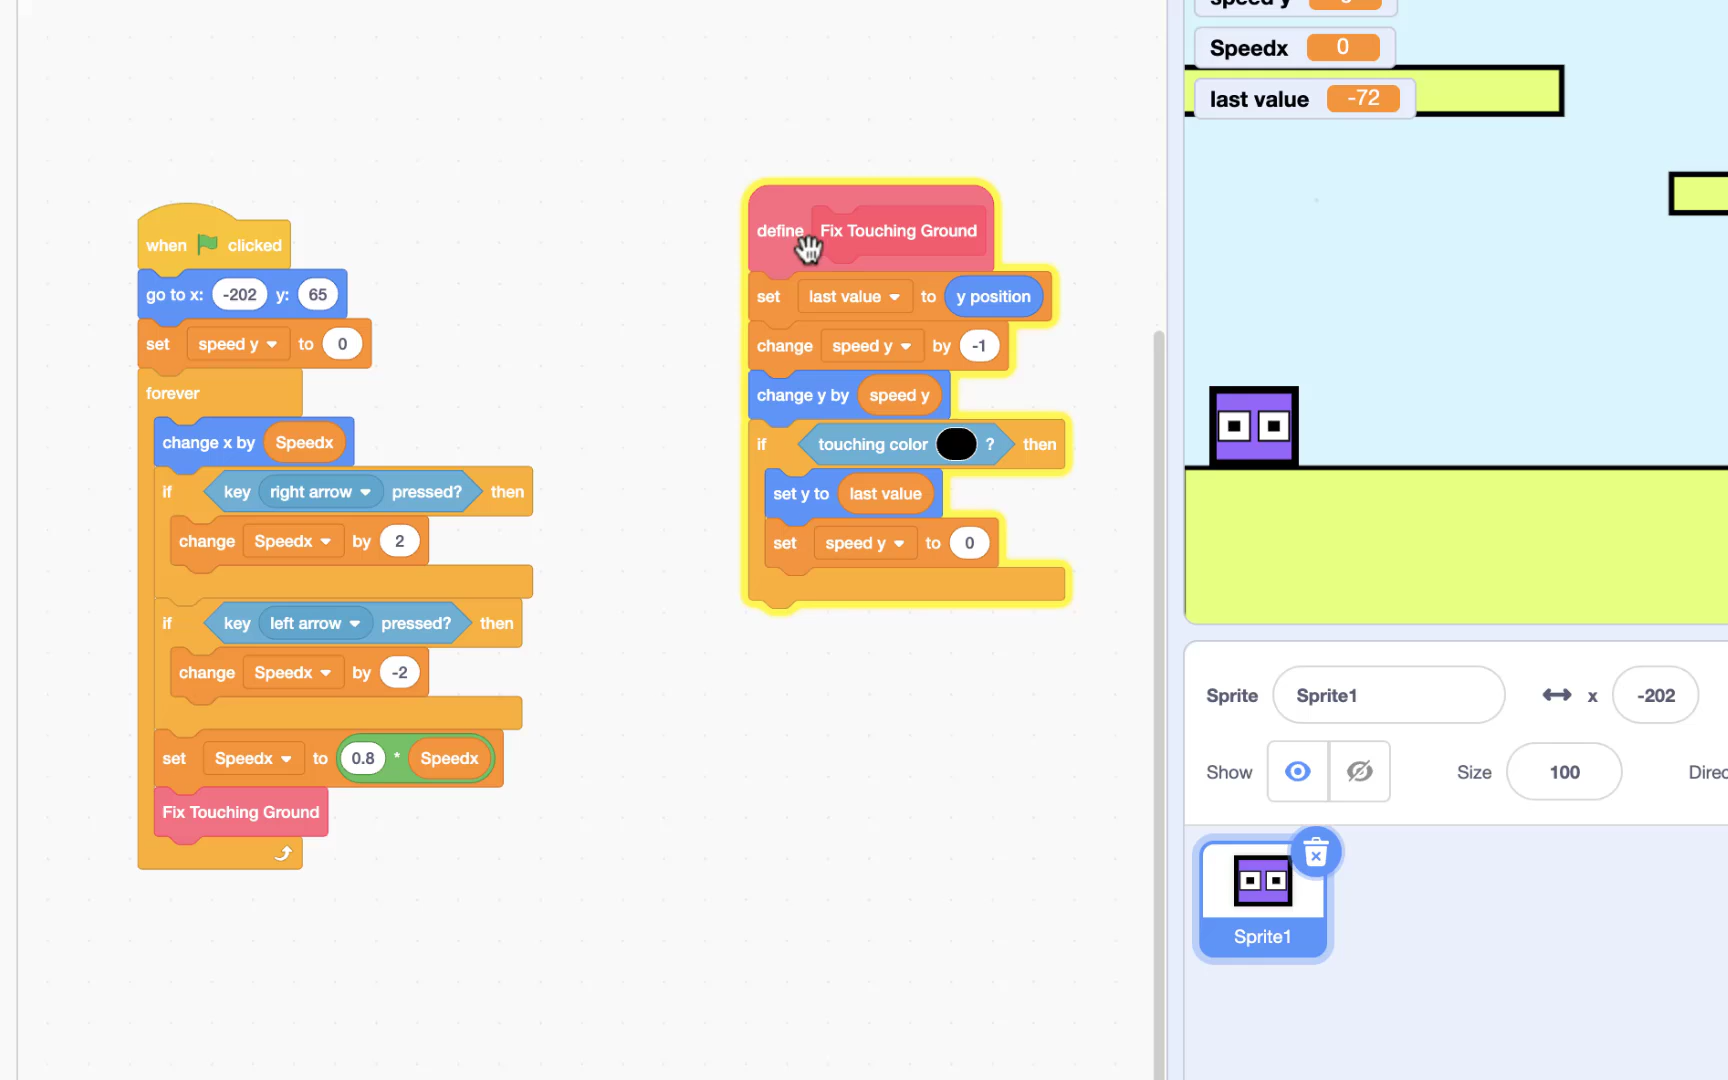 speed y
Speedx 0
last value -72
when clicked
go to x: -202 y: 65
set speed y to 0
forever
change x by Speedx
if key right arrow pressed? then
change Speedx by 2
if key left arrow pressed? then
change Speedx by -2
set Speedx to 0.8 * Speedx
Fix Touching Ground
define Fix Touching Ground
set last value to y position
change speed y by -1
change y by speed y
if touching color ? then
set y to last value
set speed y to 0
Sprite Sprite1 x -202
Show Size 100 Direc
Sprite1